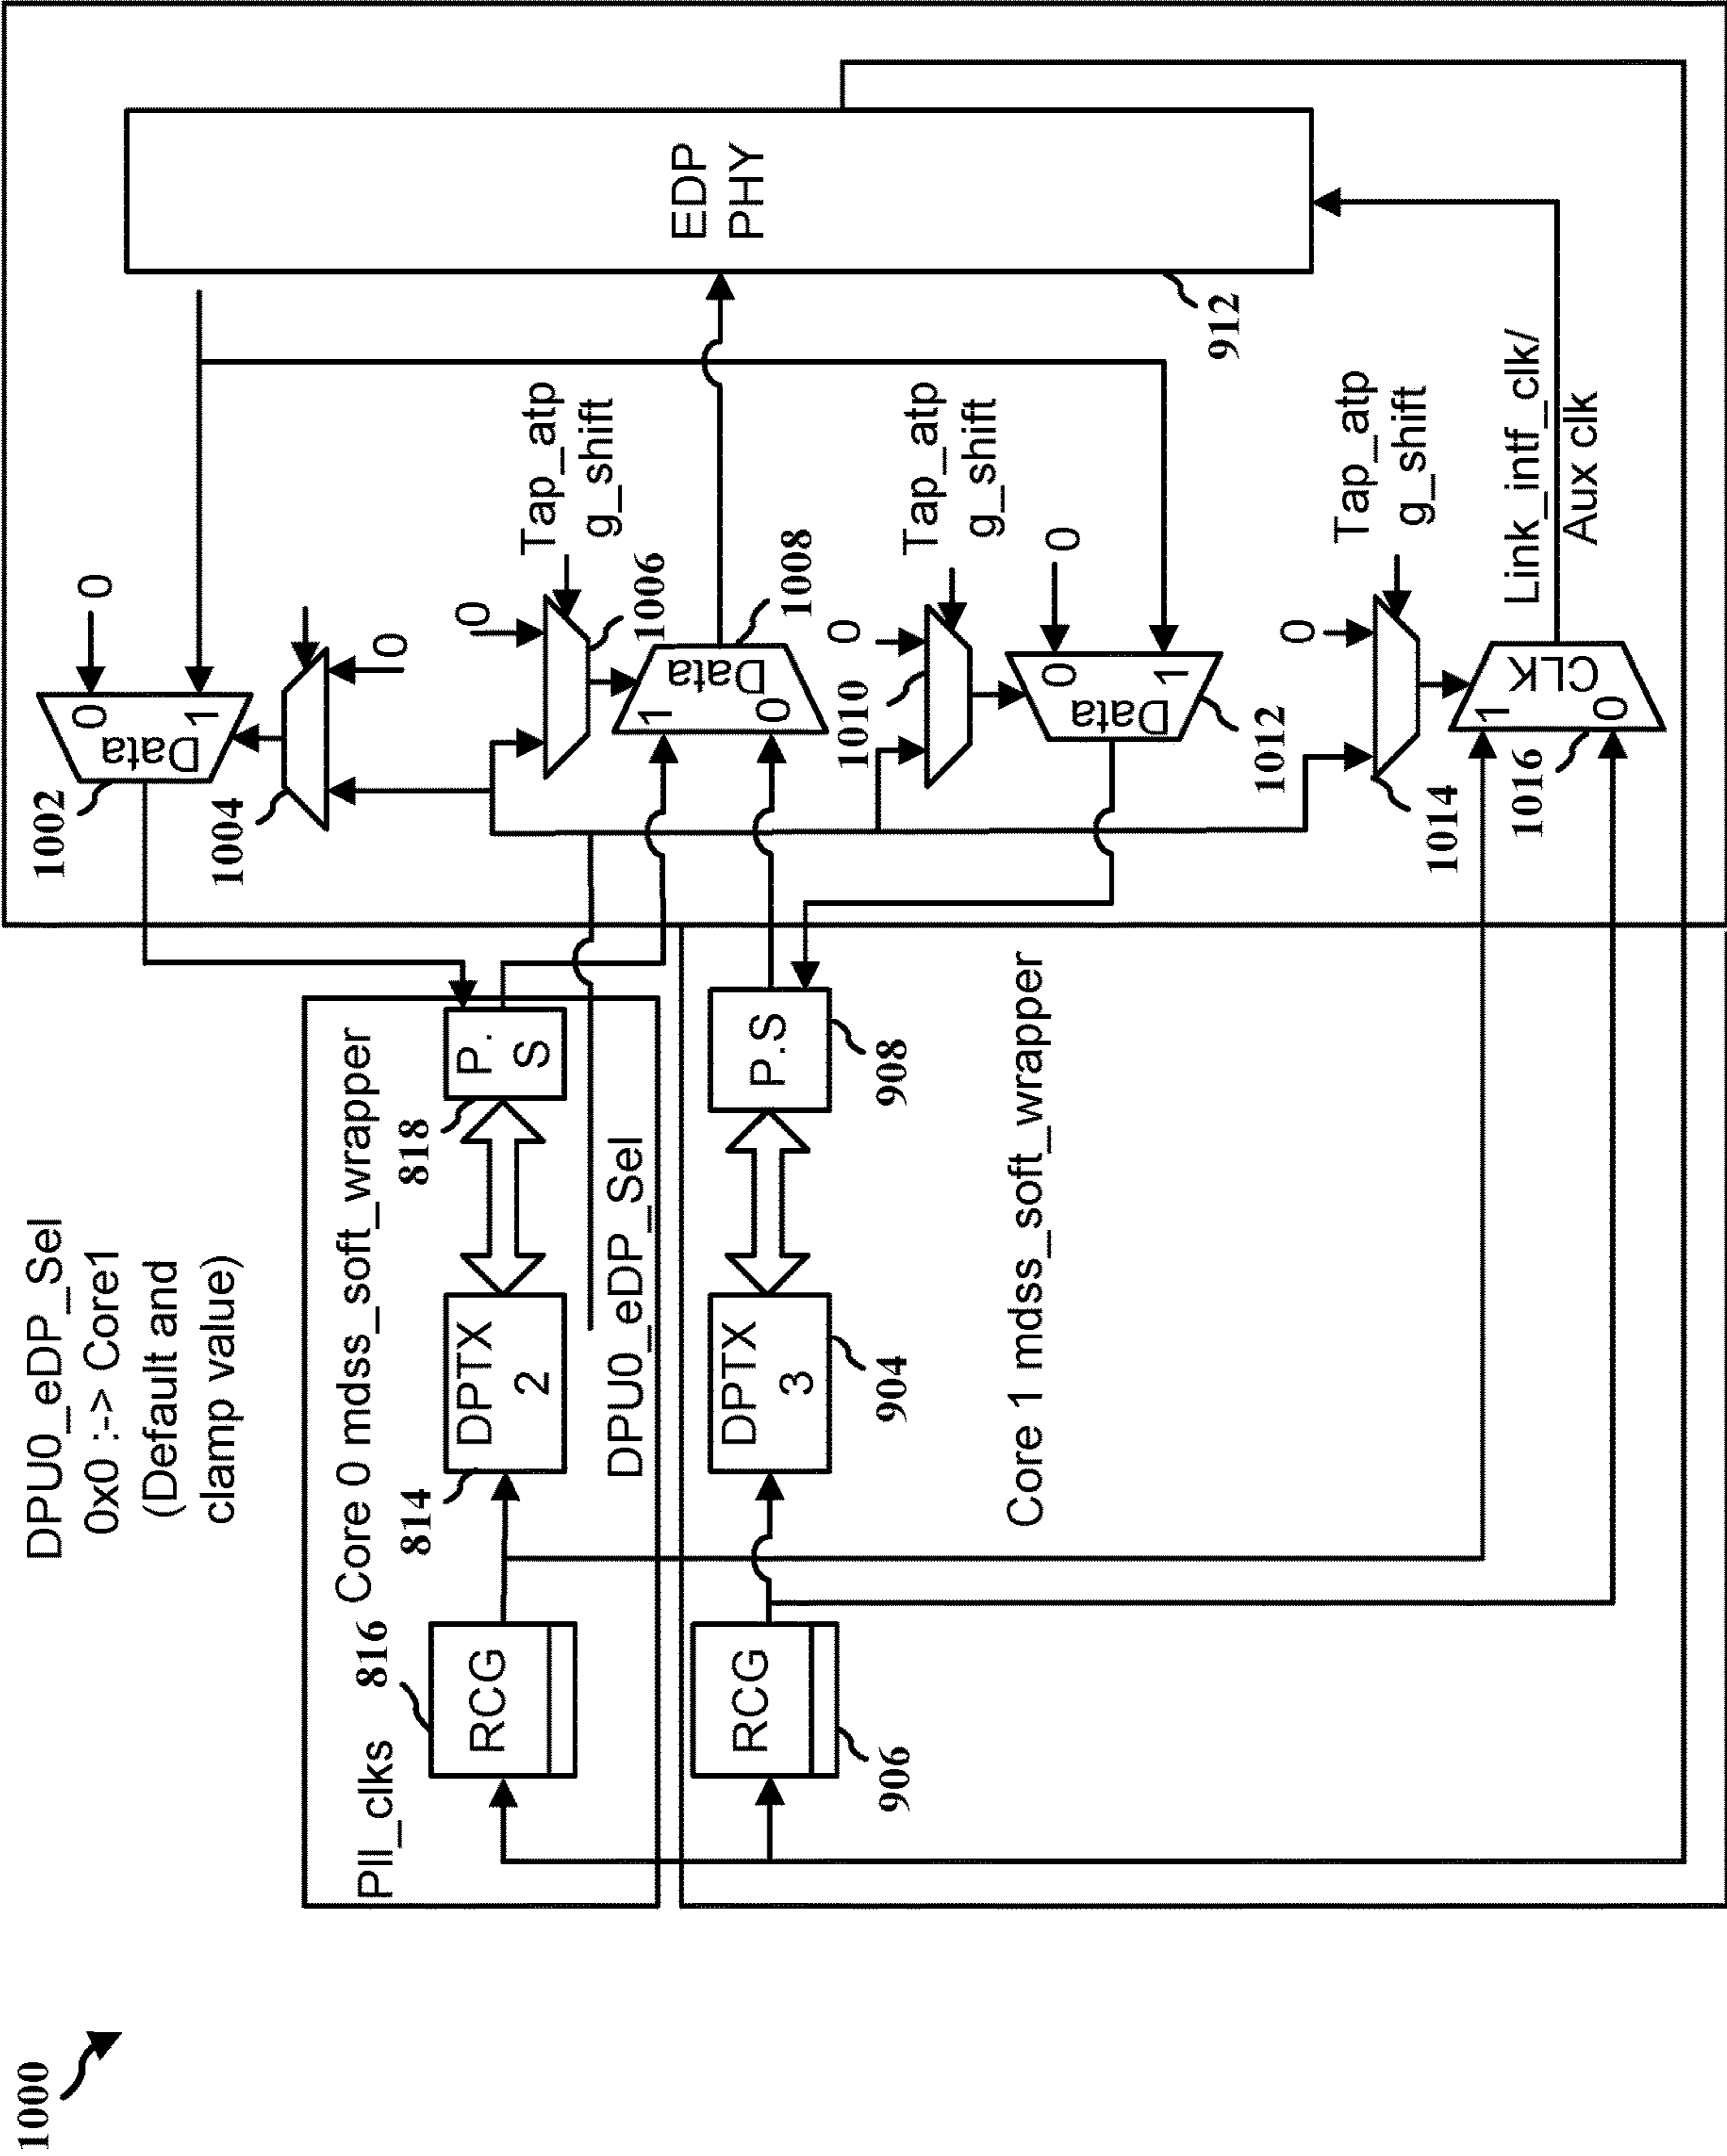 1000
DPU0_eDP_Sel
0x0 :-> Core1
(Default and
clamp value)
Pll_clks
816
RCG
Core 0 mdss_soft_wrapper
814
DPTX
2
818
P.
S
DPU0_eDP_Sel
RCG
906
DPTX
3
904
P.S
908
Core 1 mdss_soft_wrapper
1002
Data
0
1
0
1004
0
0
Tap_atp
g_shift
1006
1
0
Data
1008
0
Tap_atp
g_shift
1010
0
1
0
Data
1012
0
Tap_atp
g_shift
1014
1
0
CLK
1016
Link_intf_clk/
Aux clk
EDP
PHY
912